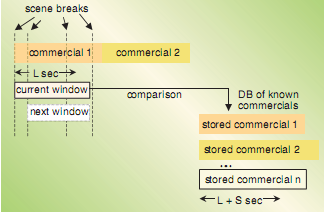 scene breaks
commercial 1 commercial 2
L sec
current window
comparison
DB of known
commercials
next window
stored commercial 1
stored commercial 2
....
stored commercial n
L + S sec